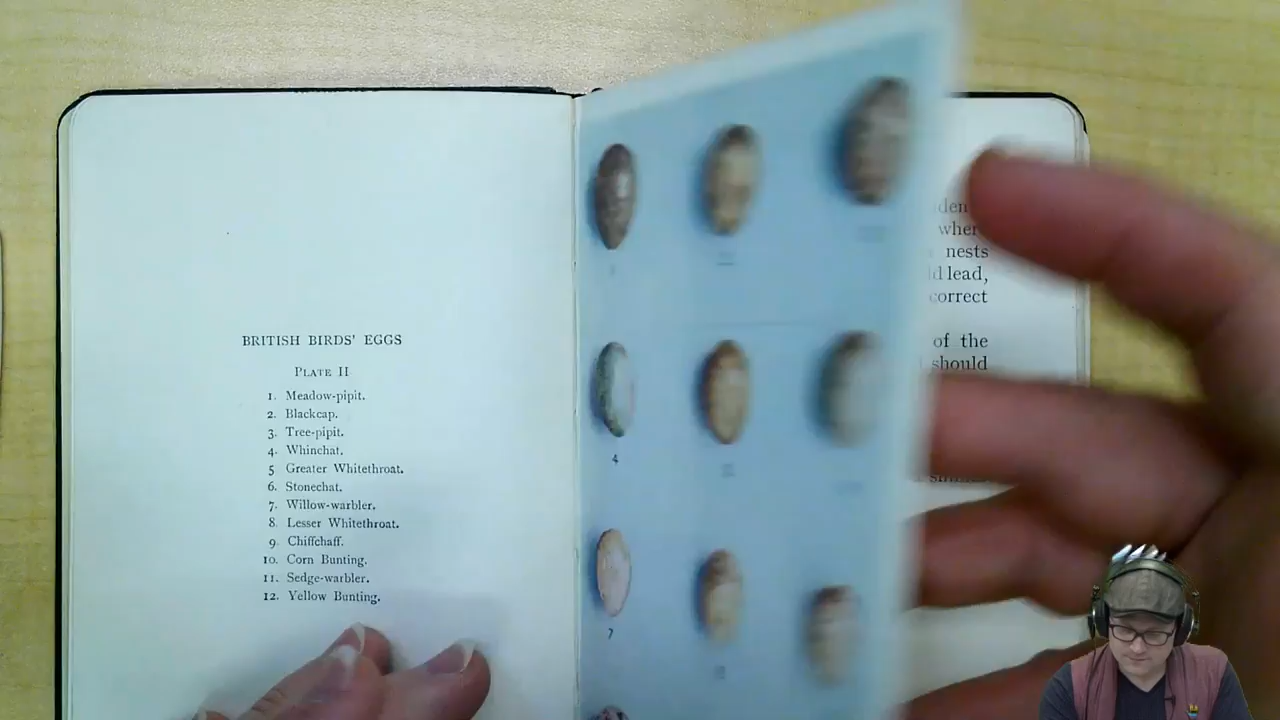 BRITISH BIRDS' EGGS
PLATE II
1. Meadow-pipit.
2. Blackcap.
3. Tree-pipit.
4. Whinchat.
5 Greater Whitethroat.
6. Stonechat.
7. Willow-warbler.
8. Lesser Whitethroat.
9. Chiffchaff.
10. Corn Bunting.
11. Sedge-warbler.
12. Yellow Bunting.
4
7
nests
lead,
correct
of the
should